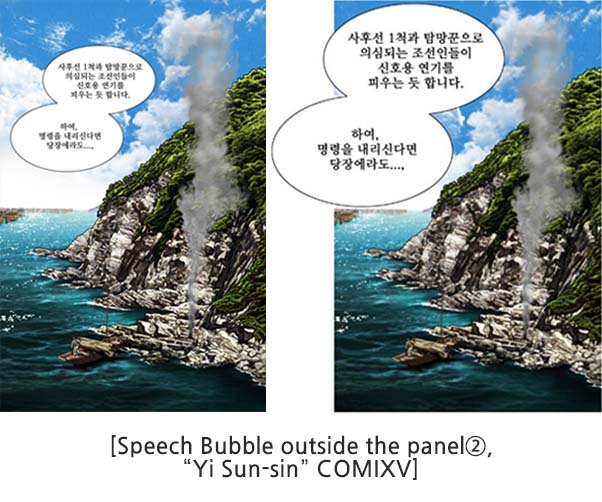 사후선 1척과 탐망꾼으로
의심되는 조선인들이
신호용 연기를
피우는 듯 합니다.
하여,
명령을 내리신다면
당장에라도....,
사후선 1척과 탐망꾼으로
의심되는 조선인들이
신호용 연기를
피우는 듯 합니다.
하여,
명령을 내리신다면
당장에라도....,
[Speech Bubble outside the panel②,
“Yi Sun-sin” COMIXV]